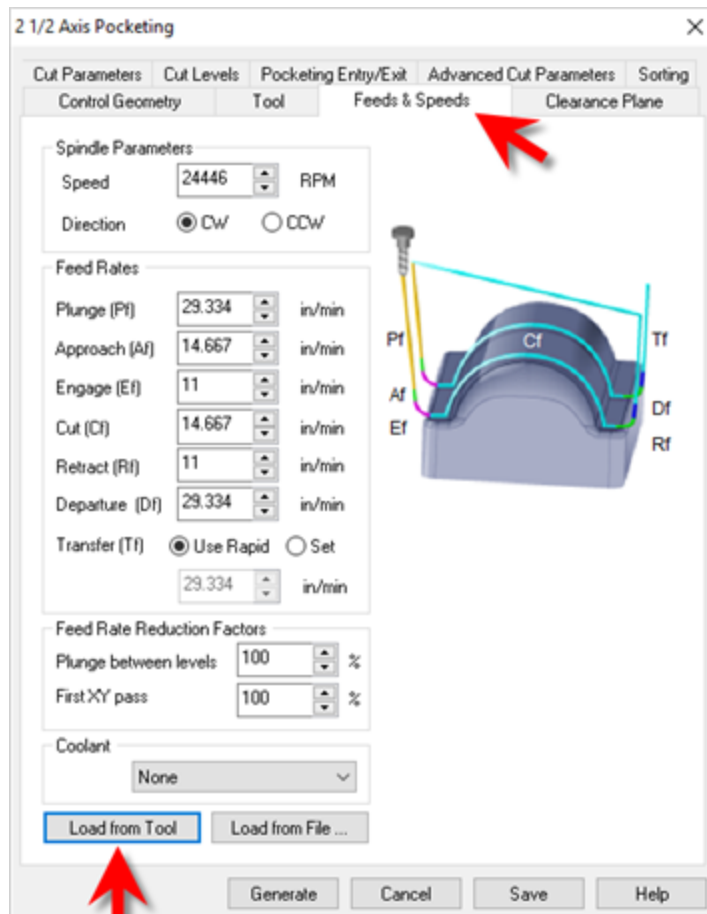 2 1/2 Axis Pocketing
Cut Parameters Cut Levels Pocketing Entry/Exit Advanced Cut Parameters Sorting
Control Geometry Tool Feeds & Speeds Clearance Plane
Spindle Parameters
Speed 24446 RPM
Direction CW CCW
Feed Rates
Plunge (Pf) 29.334 in/min
Approach (Af) 14.667 in/min
Engage (Ef) 11 in/min
Cut (Cf) 14.667 in/min
Retract (Rf) 11 in/min
Departure (Df) 29.334 in/min
Transfer (Tf) Use Rapid Set
29.334 in/min
Pf Cf Tf
Af Df
Ef Rf
Feed Rate Reduction Factors
Plunge between levels 100 %
First XY pass 100 %
Coolant
None
Load from Tool Load from File ...
Generate Cancel Save Help